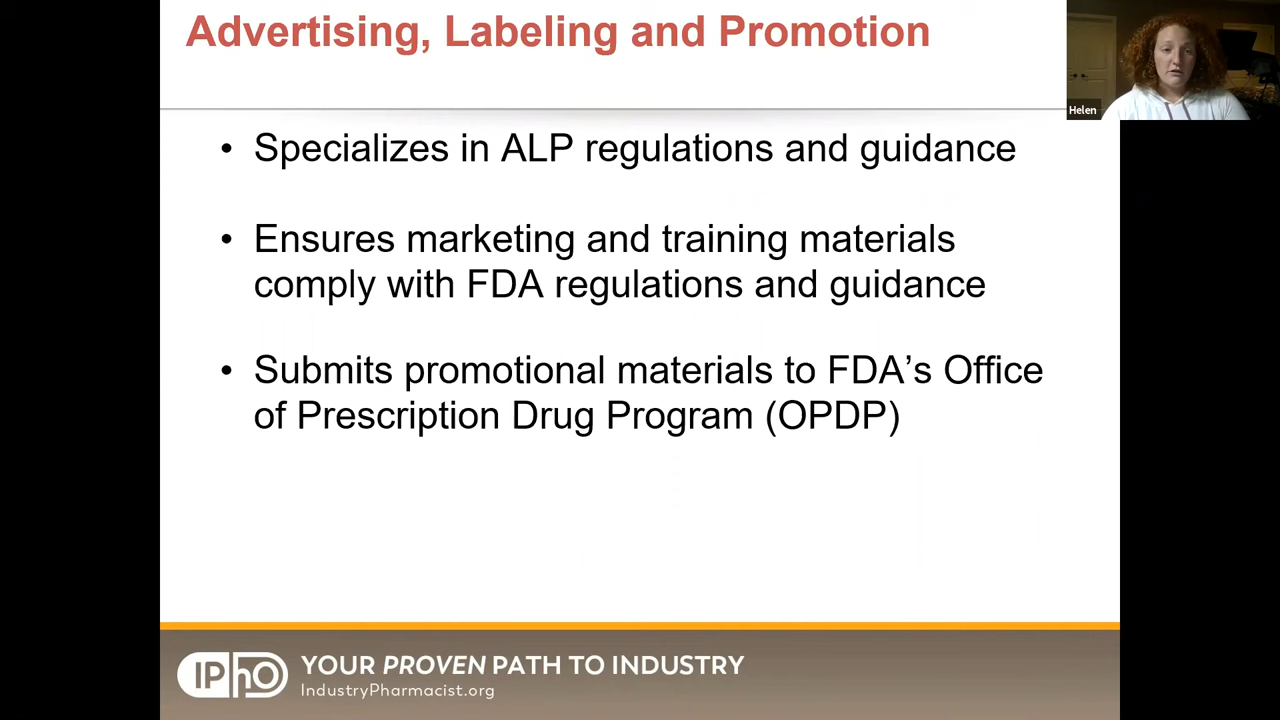 Advertising, Labeling and Promotion
Helen
• Specializes in ALP regulations and guidance
• Ensures marketing and training materials
comply with FDA regulations and guidance
• Submits promotional materials to FDA’s Office
of Prescription Drug Program (OPDP)
IPhO
YOUR PROVEN PATH TO INDUSTRY
IndustryPharmacist.org